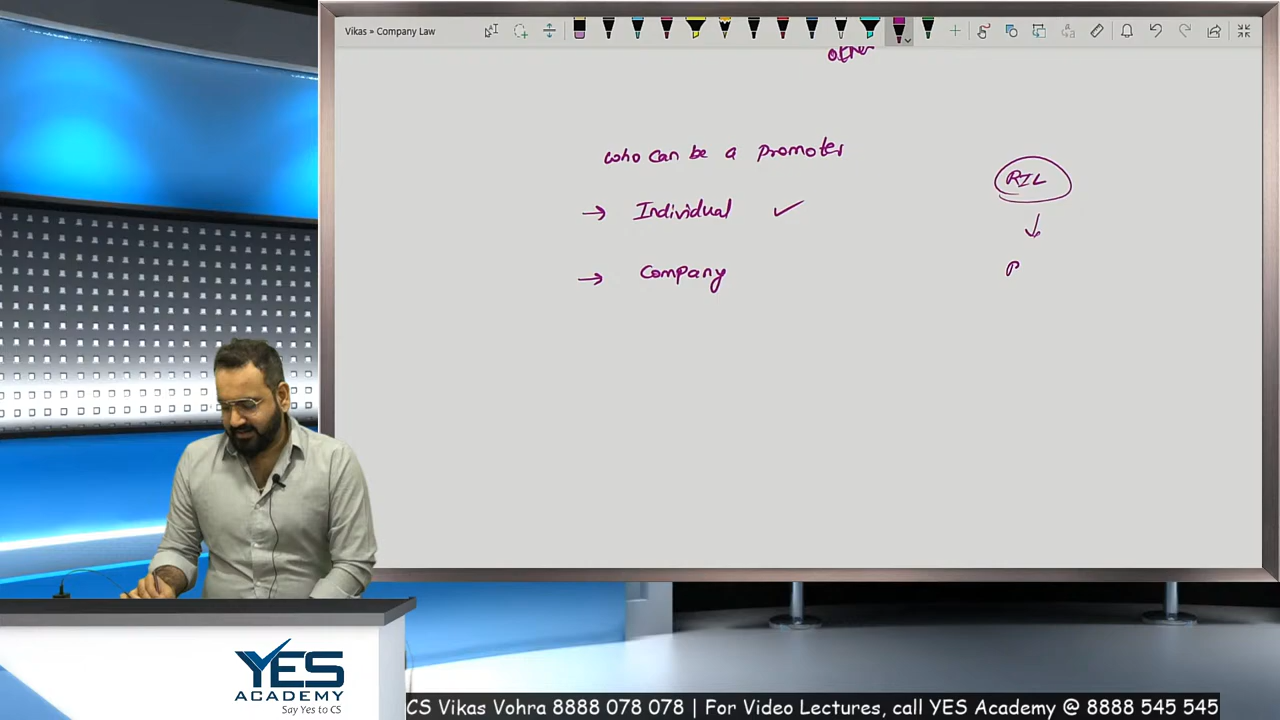 Vikas » Company Law
other
who can be a promoter
→ Individual ✓
→ Company
RIL
P
YES
ACADEMY
Say Yes to CS
CS Vikas Vohra 8888 078 078 | For Video Lectures, call YES Academy @ 8888 545 545